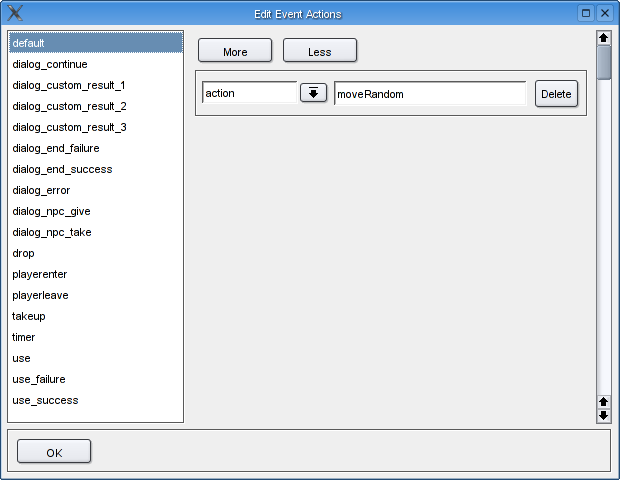 Edit Event Actions
default
dialog_continue
dialog_custom_result_1
dialog_custom_result_2
dialog_custom_result_3
dialog_end_failure
dialog_end_success
dialog_error
dialog_npc_give
dialog_npc_take
drop
playerenter
playerleave
takeup
timer
use
use_failure
use_success
More Less
action moveRandom Delete
OK